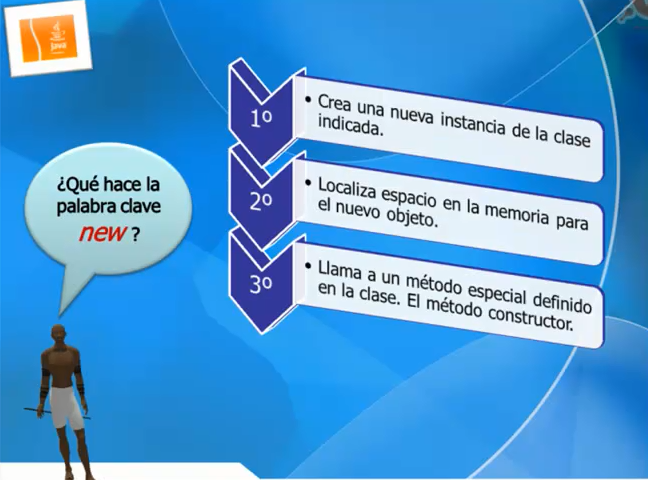 Java
¿Qué hace la
palabra clave
new ?
1º
• Crea una nueva instancia de la clase
indicada.
2º
• Localiza espacio en la memoria para
el nuevo objeto.
3º
• Llama a un método especial definido
en la clase. El método constructor.